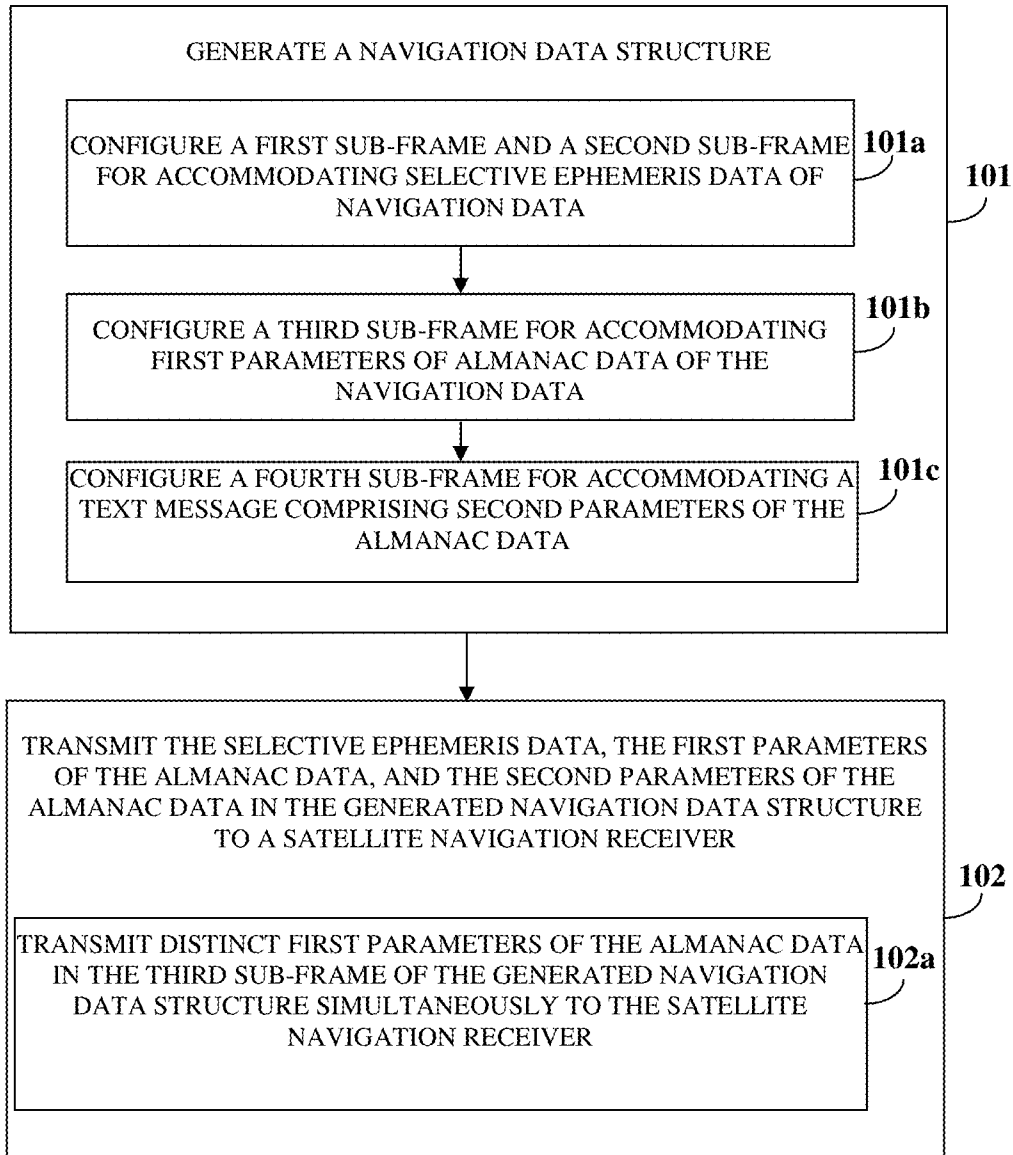 GENERATE A NAVIGATION DATA STRUCTURE
CONFIGURE A FIRST SUB-FRAME AND A SECOND SUB-FRAME
FOR ACCOMMODATING SELECTIVE EPHEMERIS DATA OF
NAVIGATION DATA
101a
101
CONFIGURE A THIRD SUB-FRAME FOR ACCOMMODATING
FIRST PARAMETERS OF ALMANAC DATA OF THE
NAVIGATION DATA
101b
CONFIGURE A FOURTH SUB-FRAME FOR ACCOMMODATING A
TEXT MESSAGE COMPRISING SECOND PARAMETERS OF THE
ALMANAC DATA
101c
TRANSMIT THE SELECTIVE EPHEMERIS DATA, THE FIRST PARAMETERS
OF THE ALMANAC DATA, AND THE SECOND PARAMETERS OF THE
ALMANAC DATA IN THE GENERATED NAVIGATION DATA STRUCTURE
TO A SATELLITE NAVIGATION RECEIVER
102
TRANSMIT DISTINCT FIRST PARAMETERS OF THE ALMANAC DATA
IN THE THIRD SUB-FRAME OF THE GENERATED NAVIGATION
DATA STRUCTURE SIMULTANEOUSLY TO THE SATELLITE
NAVIGATION RECEIVER
102a